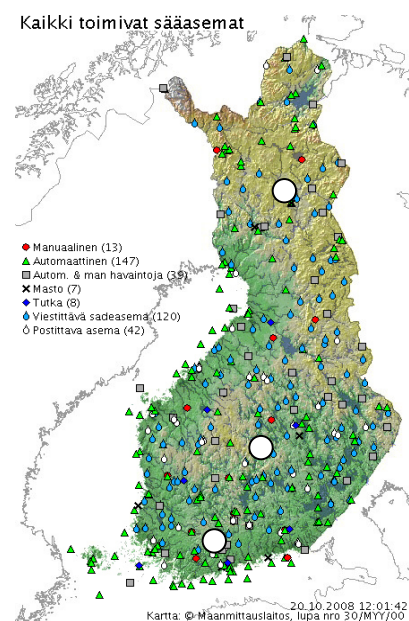 Kaikki toimivat sääasemat
Manuaalinen (13)
Automaattinen (147)
Autom. & man havaintoja (39)
Masto (7)
Tutka (8)
Viestittävä sadeasema (120)
Postittava asema (42)
20.10.2008 12:01:42
Kartta: © Maanmittauslaitos, lupa nro 30/MYY/00